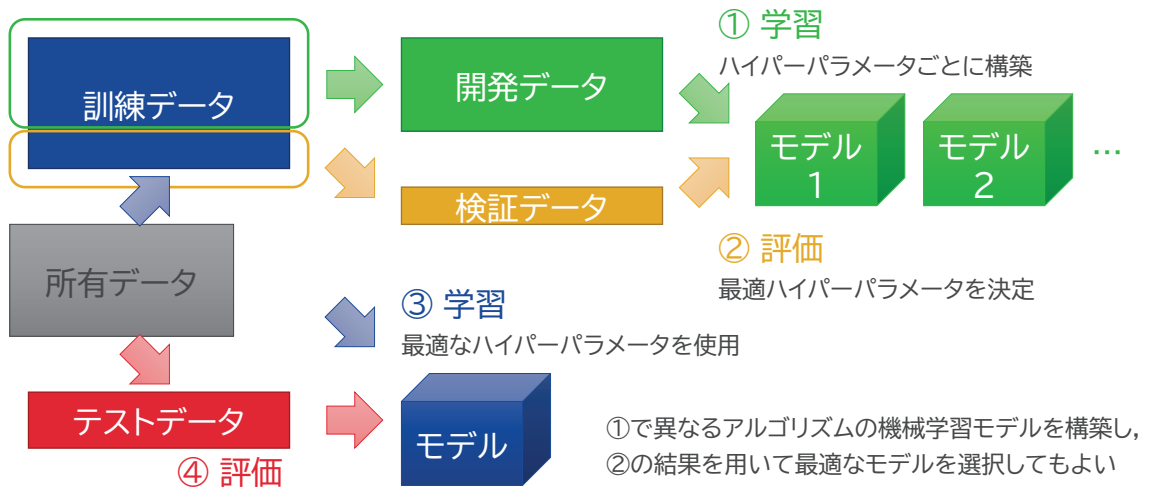 ① 学習
ハイパーパラメータごとに構築
訓練データ
開発データ
モデル
1
モデル
2
…
検証データ
② 評価
最適ハイパーパラメータを決定
所有データ
③ 学習
最適なハイパーパラメータを使用
テストデータ
④ 評価
モデル
①で異なるアルゴリズムの機械学習モデルを構築し,
②の結果を用いて最適なモデルを選択してもよい